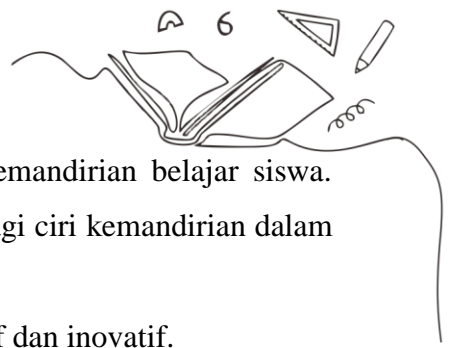 6
emandirian belajar siswa.
gi ciri kemandirian dalam
f dan inovatif.